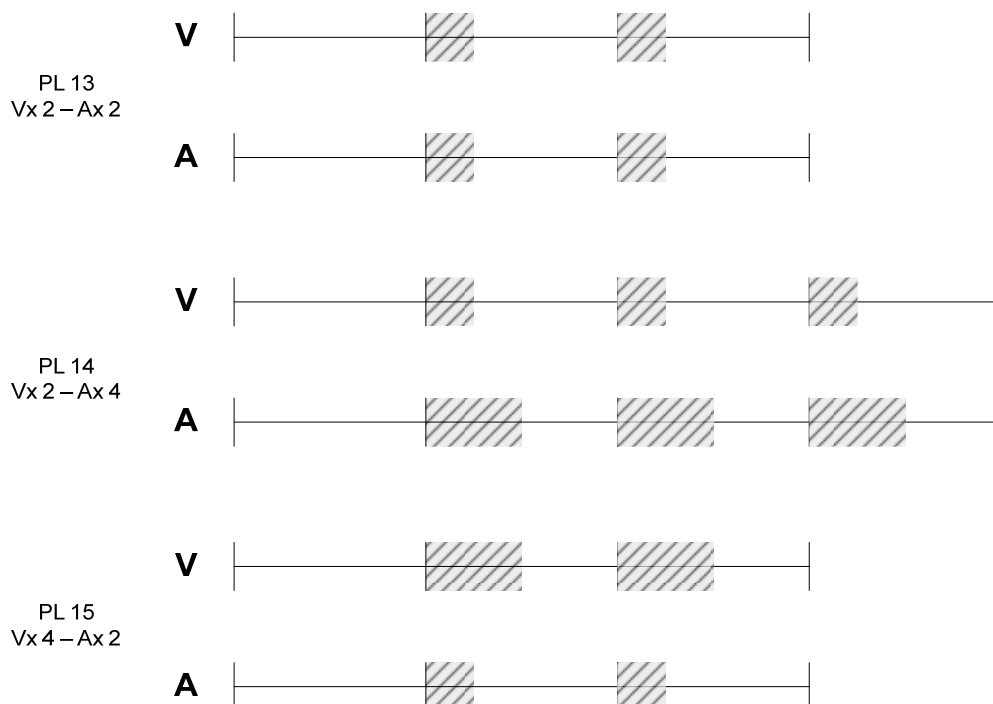 V
PL 13
Vx 2 – Ax 2
A
V
PL 14
Vx 2 – Ax 4
A
V
PL 15
Vx 4 – Ax 2
A